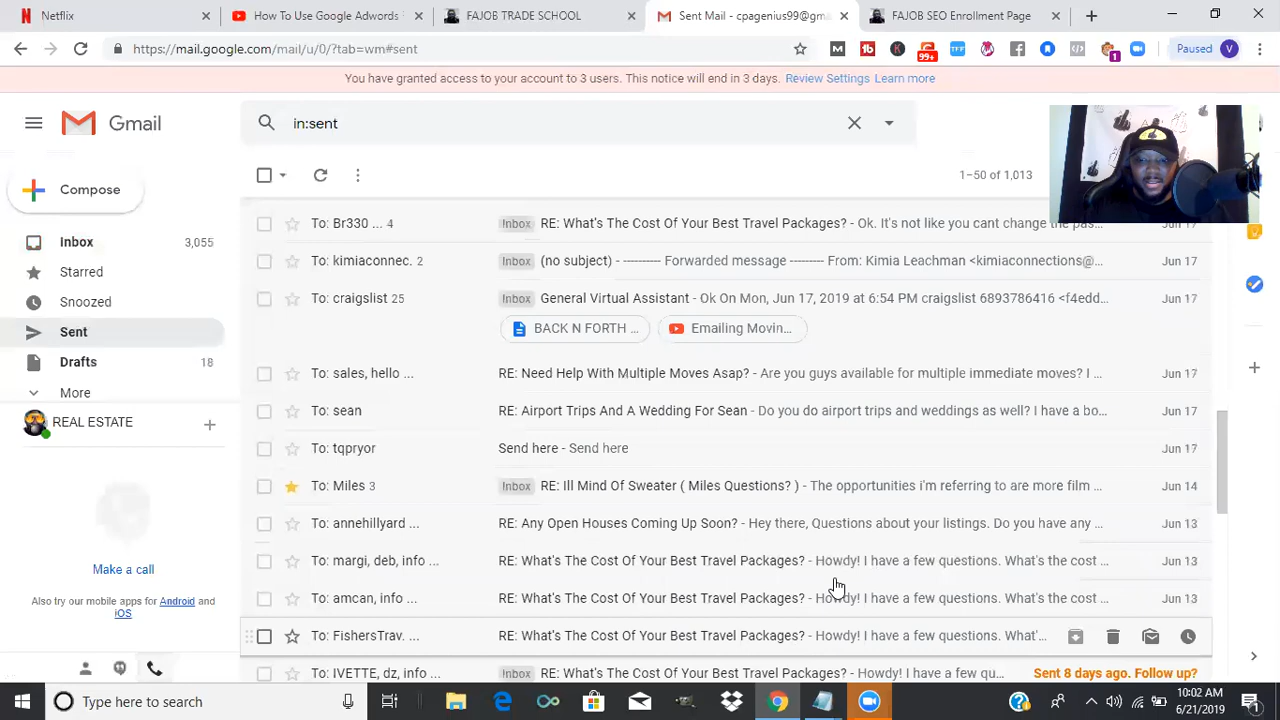 Netflix
How To Use Google Adwords
FAJOB TRADE SCHOOL
Sent Mail - cpagenius99@gm
FAJOB SEO Enrollment Page
https://mail.google.com/mail/u/0/?tab=wm#sent
99+
1
Paused V
You have granted access to your account to 3 users. This notice will end in 3 days. Review Settings Learn more
Gmail
in:sent
Compose
1–50 of 1,013
Inbox 3,055
Starred
Snoozed
Sent
Drafts 18
More
REAL ESTATE
Make a call
Also try our mobile apps for Android and
iOS
To: Br330 ... 4 Inbox RE: What's The Cost Of Your Best Travel Packages? - Ok. It's not like you cant change the pas... Jun 17
To: kimiaconnec. 2 Inbox (no subject) - ---------- Forwarded message --------- From: Kimia Leachman <kimiaconnections@... Jun 17
To: craigslist 25 Inbox General Virtual Assistant - Ok On Mon, Jun 17, 2019 at 6:54 PM craigslist 6893786416 <f4edd... Jun 17
BACK N FORTH ... Emailing Movin...
To: sales, hello ... RE: Need Help With Multiple Moves Asap? - Are you guys available for multiple immediate moves? I ... Jun 17
To: sean RE: Airport Trips And A Wedding For Sean - Do you do airport trips and weddings as well? I have a bo... Jun 17
To: tqpryor Send here - Send here Jun 17
To: Miles 3 Inbox RE: Ill Mind Of Sweater ( Miles Questions? ) - The opportunities i'm referring to are more film ... Jun 14
To: annehillyard ... RE: Any Open Houses Coming Up Soon? - Hey there, Questions about your listings. Do you have any ... Jun 13
To: margi, deb, info ... RE: What's The Cost Of Your Best Travel Packages? - Howdy! I have a few questions. What's the cost ... Jun 13
To: amcan, info ... RE: What's The Cost Of Your Best Travel Packages? - Howdy! I have a few questions. What's the cost ... Jun 13
To: FishersTrav. ... RE: What's The Cost Of Your Best Travel Packages? - Howdy! I have a few questions. What'...
To: IVETTE, dz, info ... Inbox RE: What's The Cost Of Your Best Travel Packages? - Howdy! I have a few qu... Sent 8 days ago. Follow up?
Type here to search
10:02 AM
6/21/2019